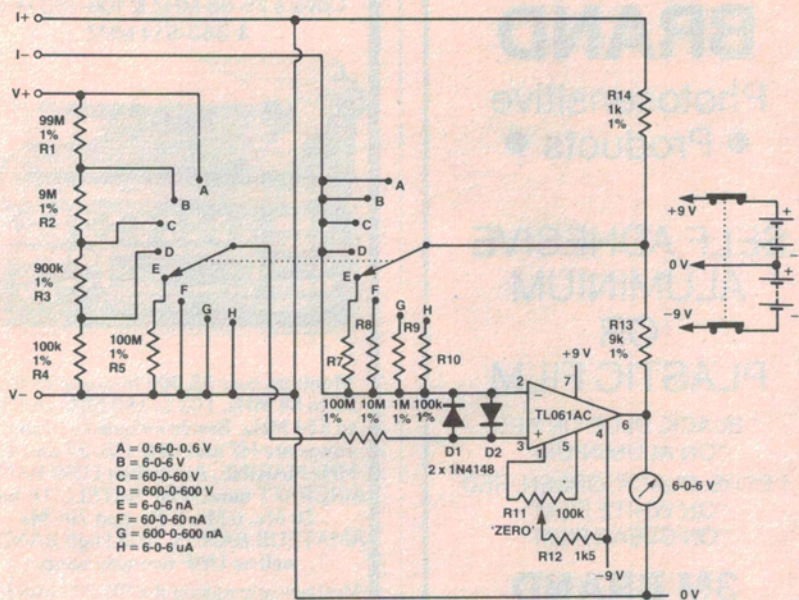 I+
I−
V+
99M
1%
R1
9M
1%
R2
900k
1%
R3
100k
1%
R4
V−
A
B
C
D
E
F
G
H
100M
1%
R5
A
B
C
D
E
F
G
H
R7
R8
R9
R10
100M
1%
10M
1%
1M
1%
100k
1%
D1
D2
2 x 1N4148
R14
1k
1%
R13
9k
1%
+9 V
0 V
−9 V
+
−
+
−
+9 V
2
7
−
TL061AC
6
+
3
1
5
4
R11
100k
'ZERO'
R12
1k5
−9 V
6-0-6 V
0 V
A = 0.6-0-0.6 V
B = 6-0-6 V
C = 60-0-60 V
D = 600-0-600 V
E = 6-0-6 nA
F = 60-0-60 nA
G = 600-0-600 nA
H = 6-0-6 uA